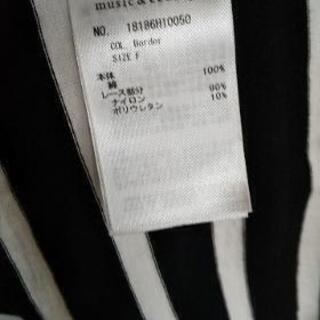 music &
NO. 18186H10050
COL. Border
SIZE F
本体
綿 100%
レース部分
ナイロン 90%
ポリウレタン 10%